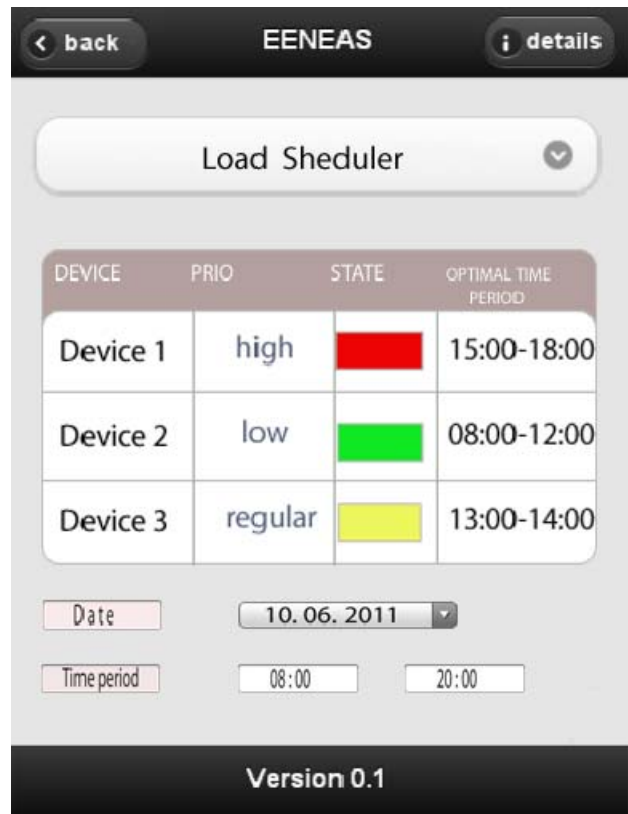 back EENEAS i details
Load Sheduler
DEVICE PRIO STATE OPTIMAL TIME
PERIOD
Device 1 high 15:00-18:00
Device 2 low 08:00-12:00
Device 3 regular 13:00-14:00
Date 10. 06. 2011
Time period 08:00 20:00
Version 0.1